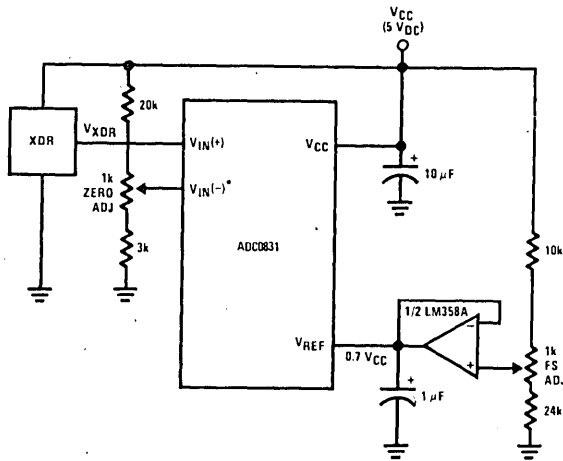 VCC
(5 VDC)
20k
XDR
VXDR
VIN(+)
VCC
1k
ZERO
ADJ
VIN(–)*
10 µF
3k
ADC0831
10k
1/2 LM358A
–
VREF
0.7 VCC
+
1k
FS
ADJ
+
1 µF
24k
+